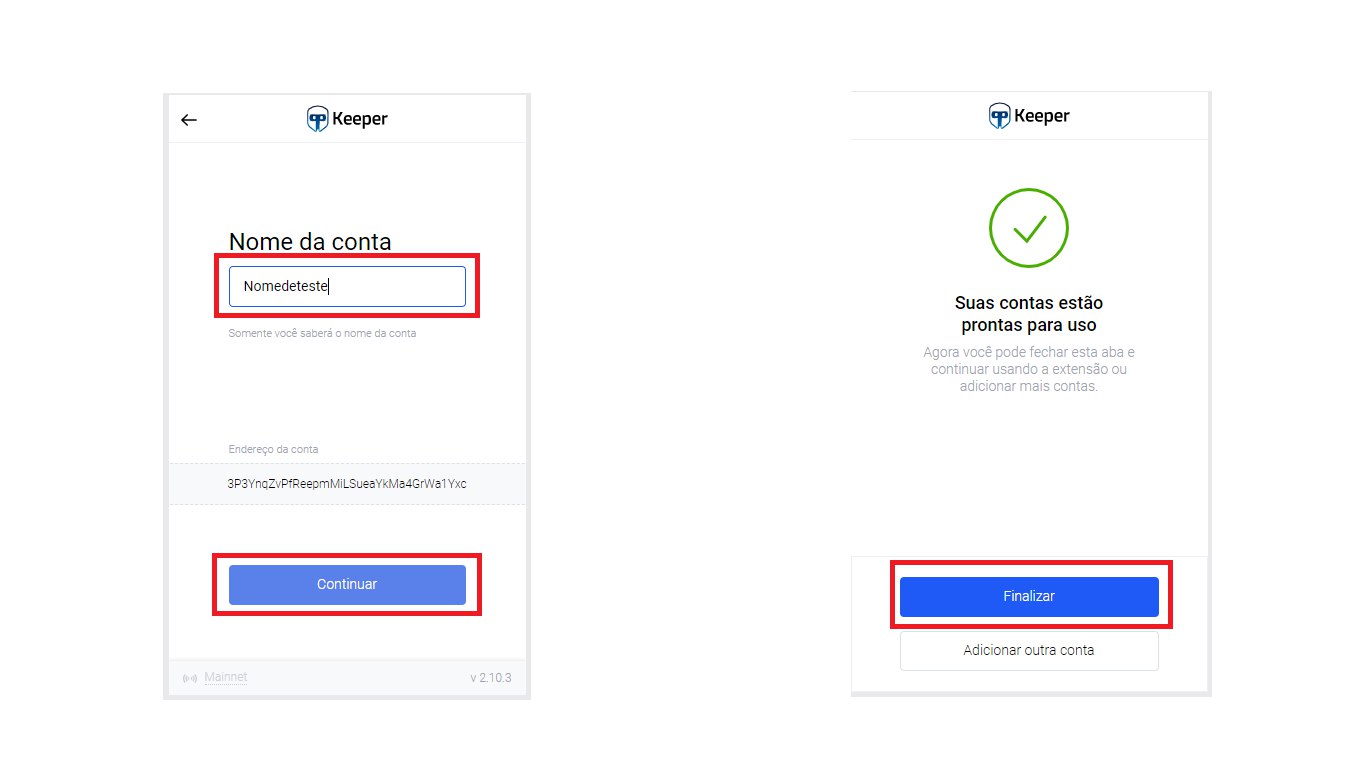 Keeper
Nome da conta
Nomedeteste
Somente você saberá o nome da conta
Endereço da conta
3P3YnqZvPfReepmMiLSueaYkMa4GrWa1Yxc
Continuar
Mainnet
v 2.10.3
Keeper
Suas contas estão
prontas para uso
Agora você pode fechar esta aba e
continuar usando a extensão ou
adicionar mais contas.
Finalizar
Adicionar outra conta